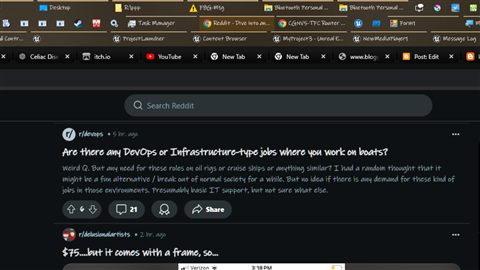 Desktop
Rippp
FBG-M16
Bluetooth Personal ...
Bluetooth Personal ...
Task Manager
Reddit - Dive into an...
CGNV5-TFC Router ...
Form1
ProjectLauncher
Content Browser
MyProject3 - Unreal E...
NewMediaPlayer1
Message Log
Celiac Dis
itch.io
YouTube
New Tab
New Tab
www.blog
Post: Edit
Search Reddit
r/devops • 5 hr. ago
Are there any DevOps or Infrastructure-type jobs where you work on boats?
Weird Q. But any need for these roles on oil rigs or cruise ships or anything similar? I had a random thought that it
might be a fun alternative / break out of normal society for a while. But no idea if there is any demand for these kind of
jobs in those environments. Presumably basic IT support, but not sure what else.
6
21
Share
r/delusionalartists • 2 hr. ago
$75...but it comes with a frame, so...
Verizon
3:18 PM